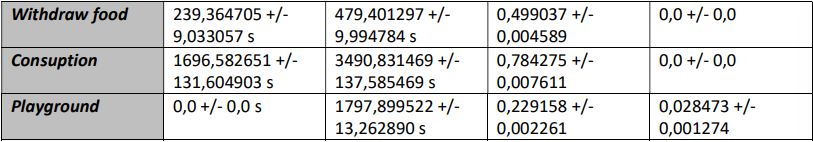 Withdraw food 239,364705 +/- 479,401297 +/- 0,499037 +/- 0,0 +/- 0,0
9,033057 s 9,994784 s 0,004589
Consuption 1696,582651 +/- 3490,831469 +/- 0,784275 +/- 0,0 +/- 0,0
131,604903 s 137,585469 s 0,007611
Playground 0,0 +/- 0,0 s 1797,899522 +/- 0,229158 +/- 0,028473 +/-
13,262890 s 0,002261 0,001274